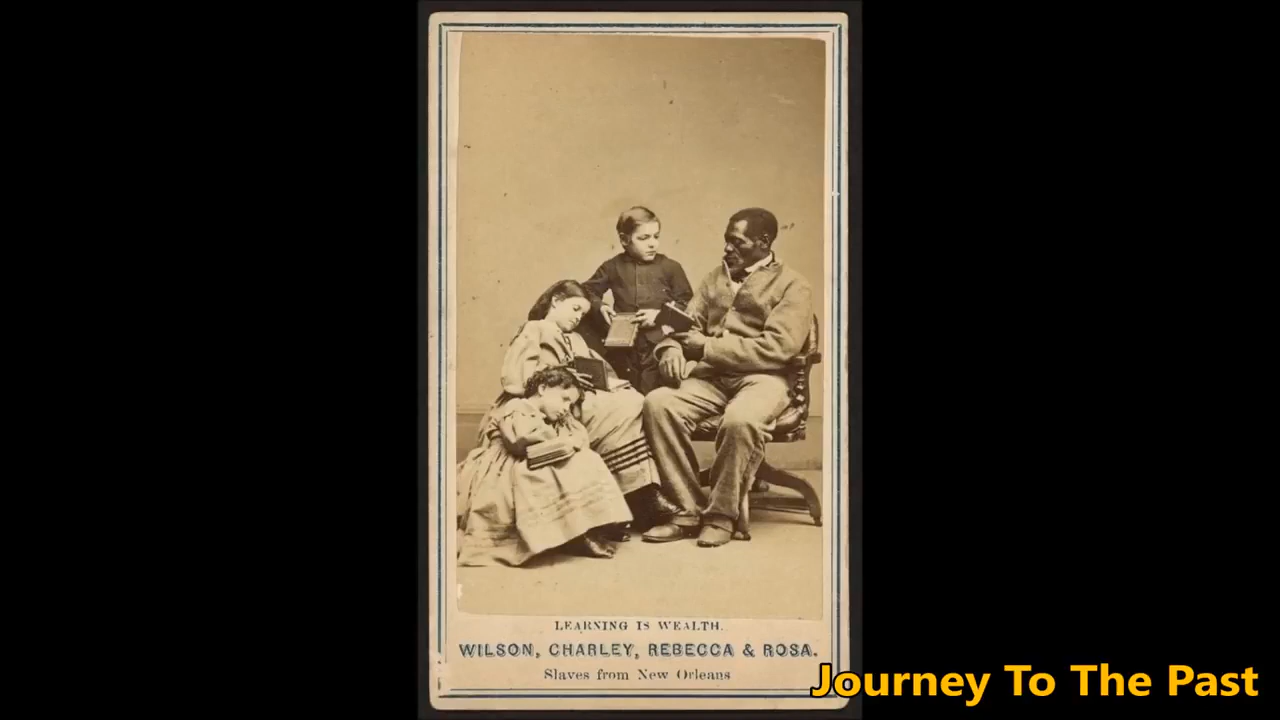 LEARNING IS WEALTH.
WILSON, CHARLEY, REBECCA & ROSA.
Slaves from New Orleans
Journey To The Past